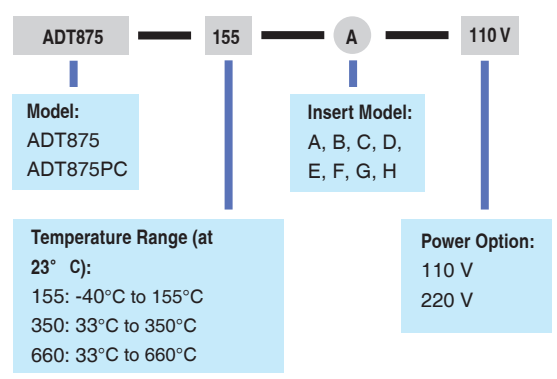 ADT875 155 A 110 V
Model:
ADT875
ADT875PC
Insert Model:
A, B, C, D,
E, F, G, H
Temperature Range (at
23° C):
155: -40°C to 155°C
350: 33°C to 350°C
660: 33°C to 660°C
Power Option:
110 V
220 V